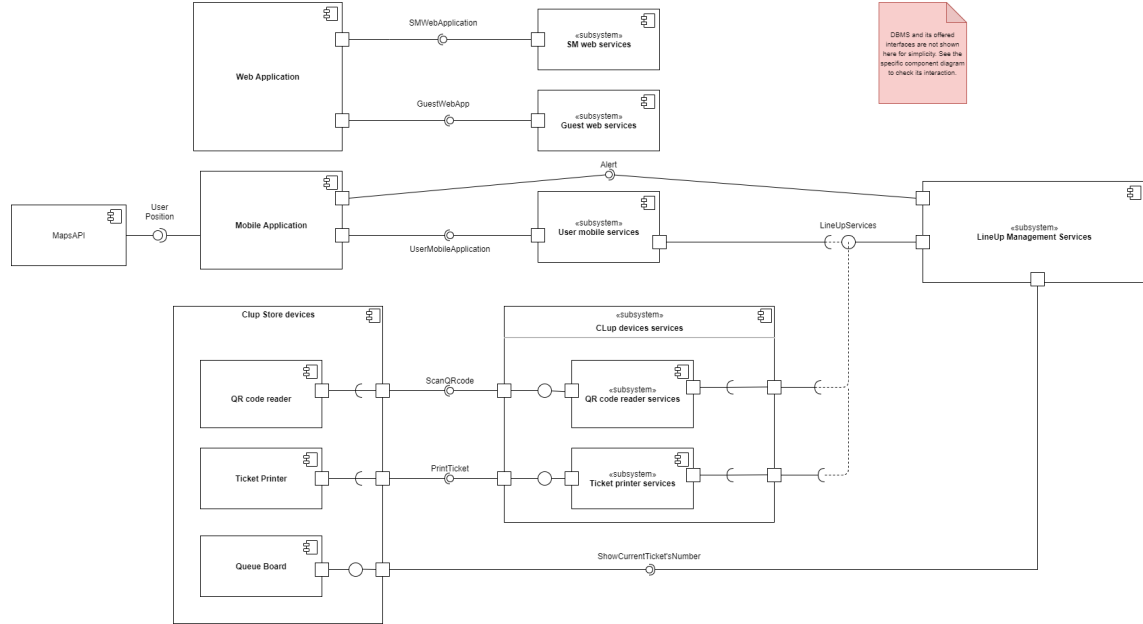 SMWebApplication
«subsystem»
SM web services
Web Application
GuestWebApp
«subsystem»
Guest web services
DBMS and its offered
interfaces are not shown
here for simplicity. See the
specific component diagram
to check its interaction.
Alert
MapsAPI
User
Position
Mobile Application
UserMobileApplication
«subsystem»
User mobile services
LineUpServices
«subsystem»
LineUp Management Services
Clup Store devices
«subsystem»
CLup devices services
QR code reader
ScanQRcode
«subsystem»
QR code reader services
Ticket Printer
PrintTicket
«subsystem»
Ticket printer services
Queue Board
ShowCurrentTicket'sNumber